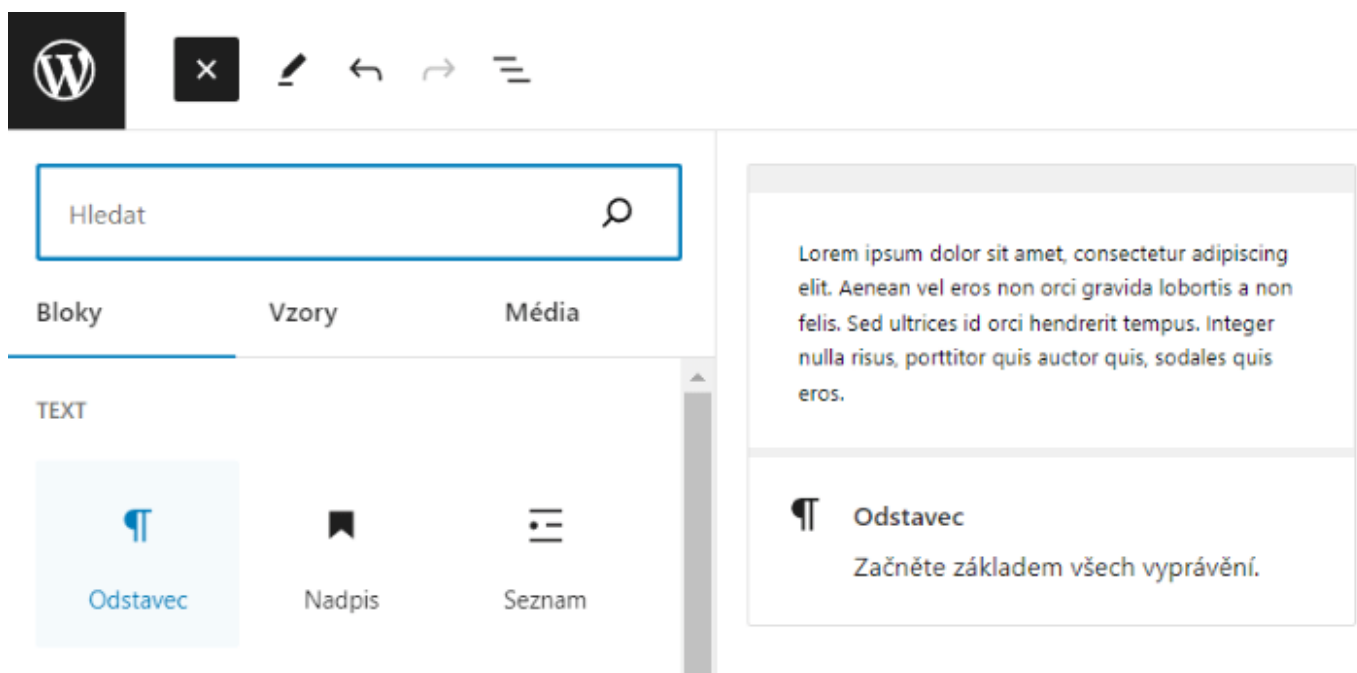 Hledat
Bloky Vzory Média
TEXT
Odstavec Nadpis Seznam
Lorem ipsum dolor sit amet, consectetur adipiscing
elit. Aenean vel eros non orci gravida lobortis a non
felis. Sed ultrices id orci hendrerit tempus. Integer
nulla risus, porttitor quis auctor quis, sodales quis
eros.
Odstavec
Začněte základem všech vyprávění.